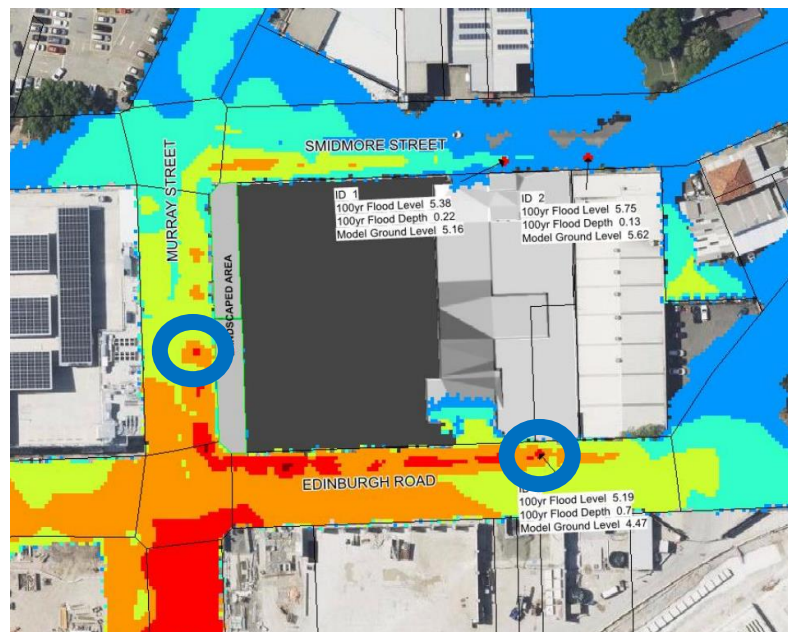 SMIDMORE STREET
MURRAY STREET
ID 1
100yr Flood Level 5.38
100yr Flood Depth 0.22
Model Ground Level 5.16
ID 2
100yr Flood Level 5.75
100yr Flood Depth 0.13
Model Ground Level 5.62
AREA
EDINBURGH ROAD
100yr Flood Level 5.19
100yr Flood Depth 0.7
Model Ground Level 4.47